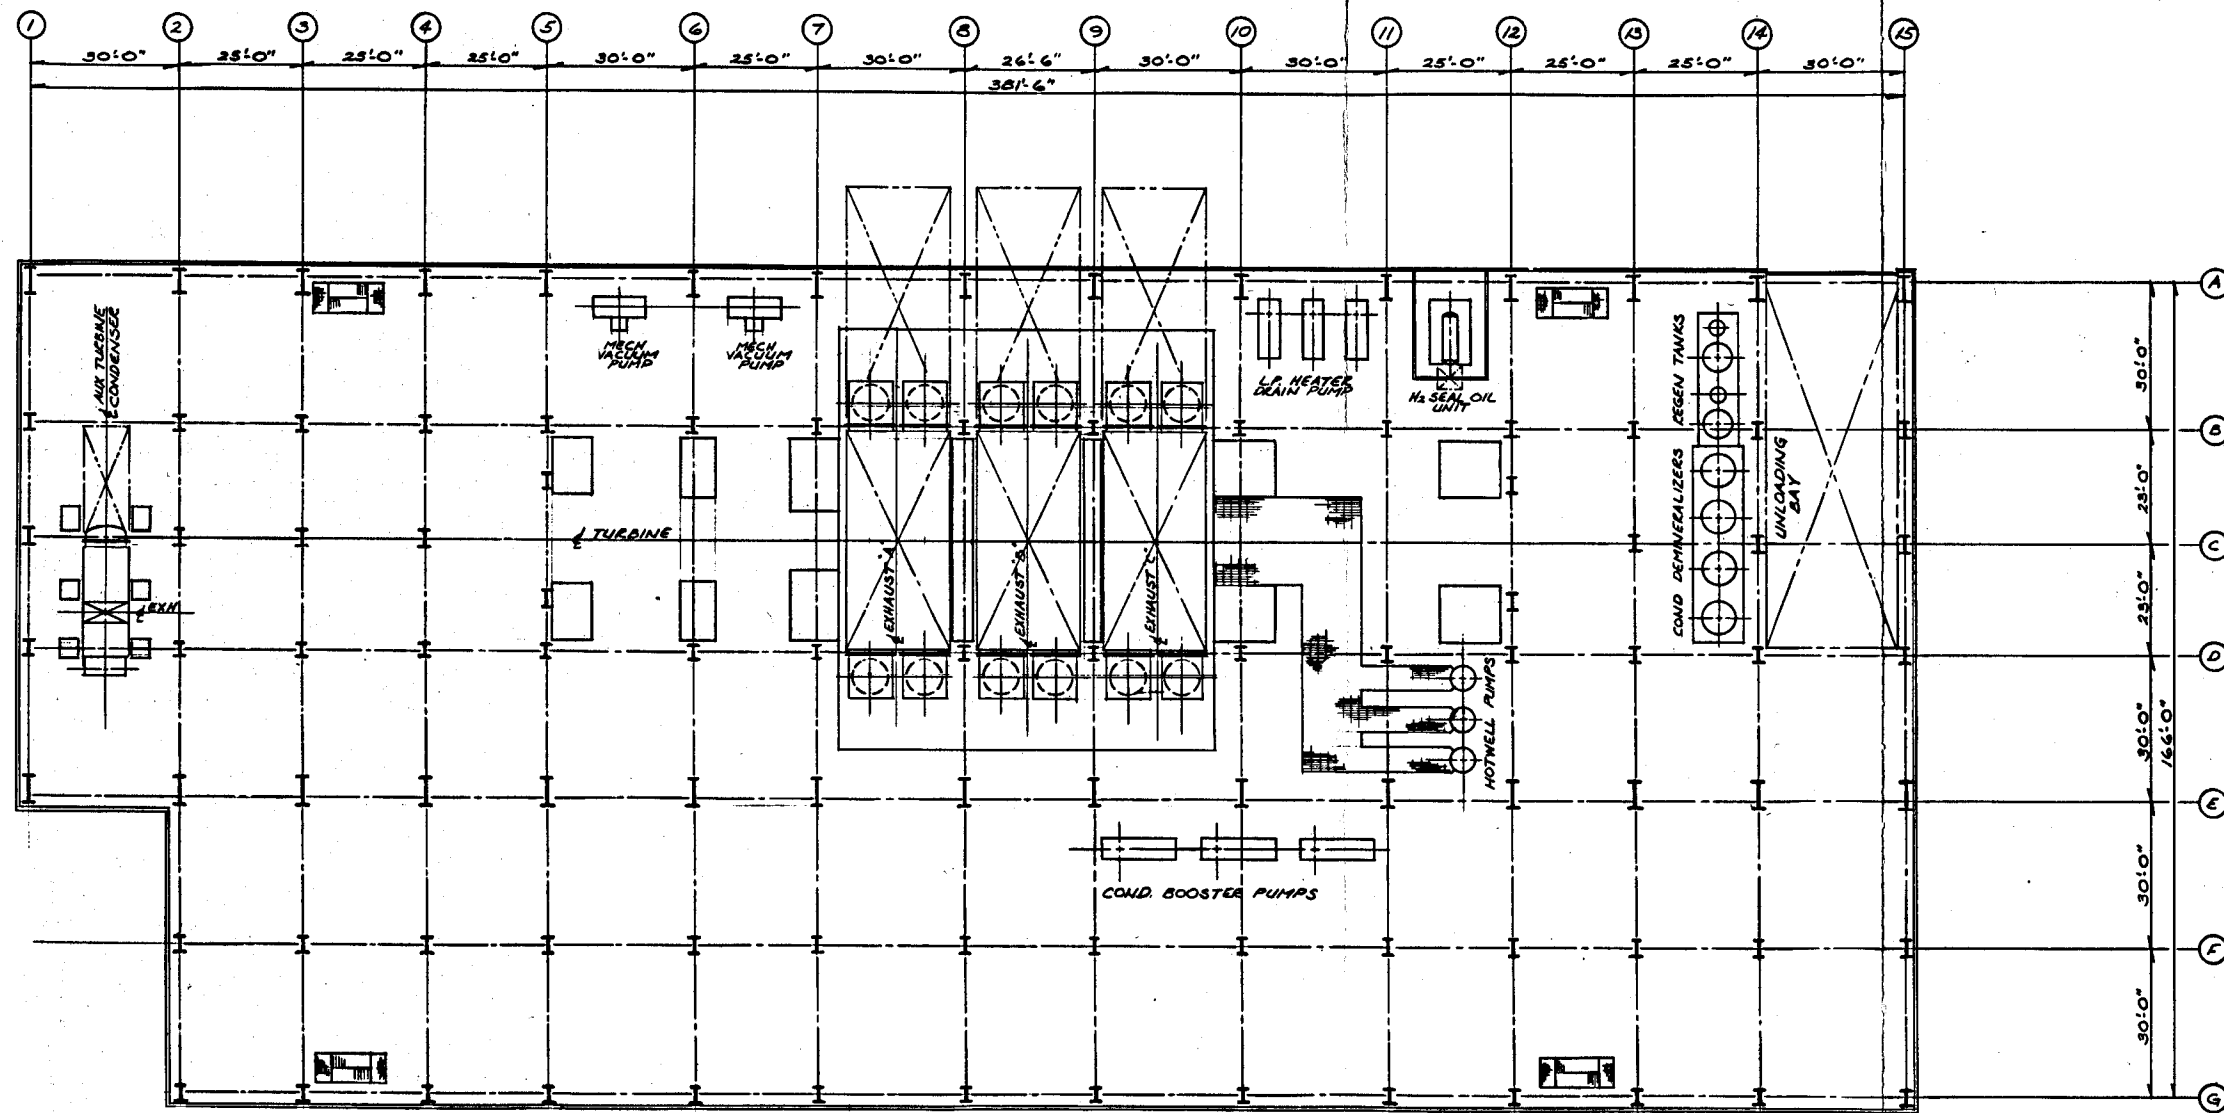 1 2 3 4 5 6 7 8 9 10 11 12 13 14 15
30'-0" 25'-0" 25'-0" 25'-0" 30'-0" 25'-0" 30'-0" 26'-6" 30'-0" 30'-0" 25'-0" 25'-0" 25'-0" 30'-0"
381'-6"
A
B
C
D
E
F
G
30'-0"
23'-0"
23'-0"
30'-0"
30'-0"
30'-0"
166'-0"
℄ AUX TURBINE
& CONDENSER
MECH
VACUUM
PUMP
MECH
VACUUM
PUMP
L.P. HEATER
DRAIN PUMP
H2 SEAL OIL
UNIT
REGEN TANKS
COND DEMINERALIZERS
UNLOADING
BAY
℄ TURBINE
℄ EXH
℄ EXHAUST "A"
℄ EXHAUST "B"
℄ EXHAUST "C"
HOTWELL PUMPS
COND. BOOSTER PUMPS